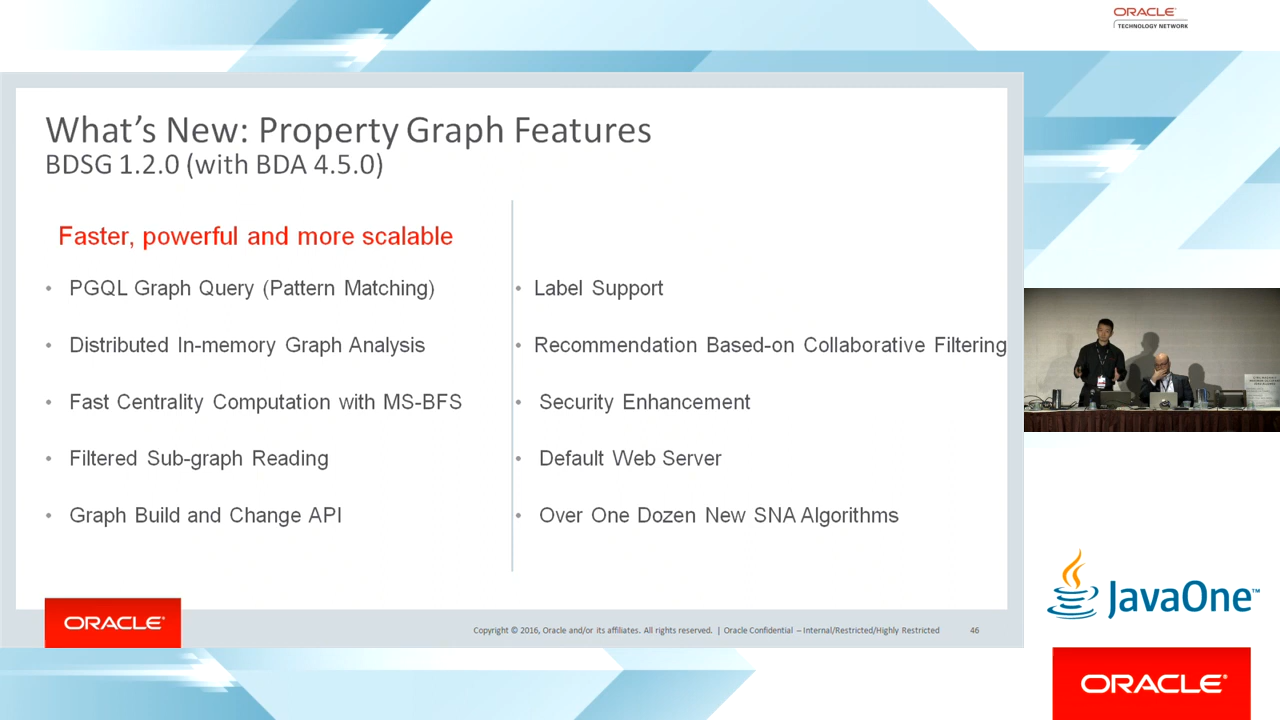 ORACLE
TECHNOLOGY NETWORK
What's New: Property Graph Features
BDSG 1.2.0 (with BDA 4.5.0)
Faster, powerful and more scalable
• PGQL Graph Query (Pattern Matching)
• Distributed In-memory Graph Analysis
• Fast Centrality Computation with MS-BFS
• Filtered Sub-graph Reading
• Graph Build and Change API
• Label Support
• Recommendation Based-on Collaborative Filtering
• Security Enhancement
• Default Web Server
• Over One Dozen New SNA Algorithms
ORACLE®
Copyright © 2016, Oracle and/or its affiliates. All rights reserved. | Oracle Confidential – Internal/Restricted/Highly Restricted 46
JavaOne™
ORACLE®